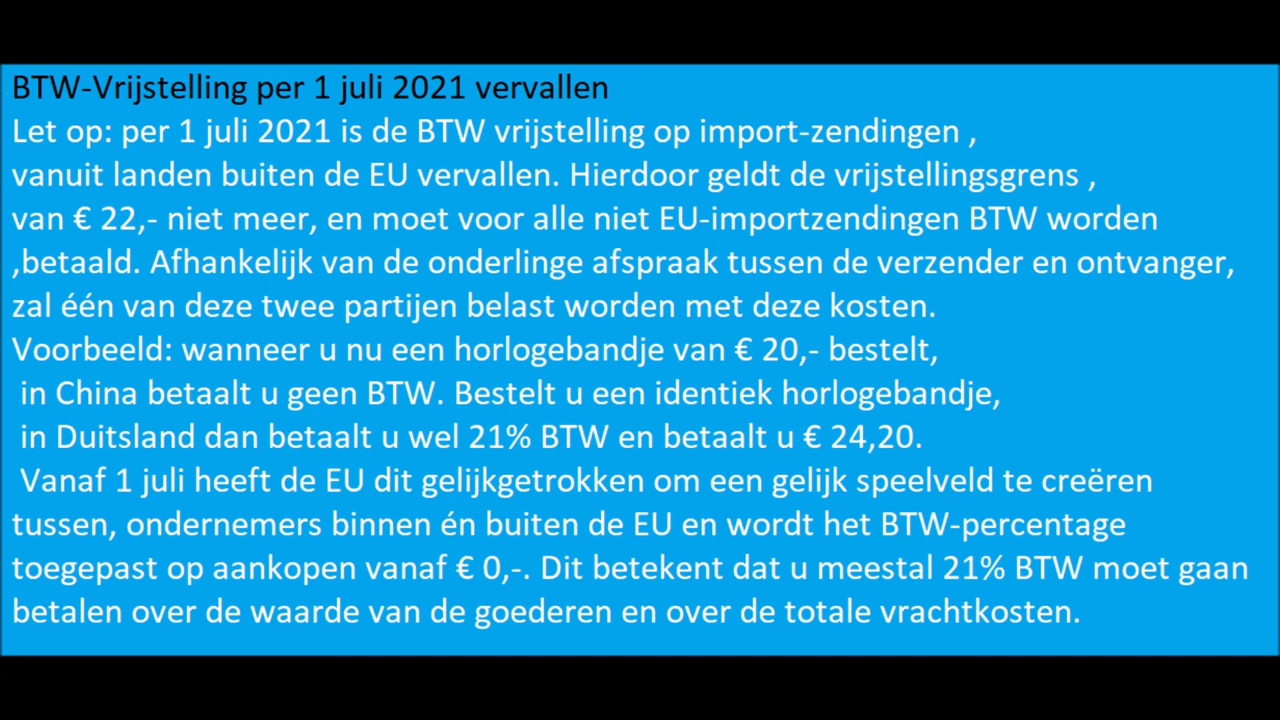 BTW-Vrijstelling per 1 juli 2021 vervallen
Let op: per 1 juli 2021 is de BTW vrijstelling op import-zendingen ,
vanuit landen buiten de EU vervallen. Hierdoor geldt de vrijstellingsgrens ,
van € 22,- niet meer, en moet voor alle niet EU-importzendingen BTW worden
,betaald. Afhankelijk van de onderlinge afspraak tussen de verzender en ontvanger,
zal één van deze twee partijen belast worden met deze kosten.
Voorbeeld: wanneer u nu een horlogebandje van € 20,- bestelt,
in China betaalt u geen BTW. Bestelt u een identiek horlogebandje,
in Duitsland dan betaalt u wel 21% BTW en betaalt u € 24,20.
Vanaf 1 juli heeft de EU dit gelijkgetrokken om een gelijk speelveld te creëren
tussen, ondernemers binnen én buiten de EU en wordt het BTW-percentage
toegepast op aankopen vanaf € 0,-. Dit betekent dat u meestal 21% BTW moet gaan
betalen over de waarde van de goederen en over de totale vrachtkosten.